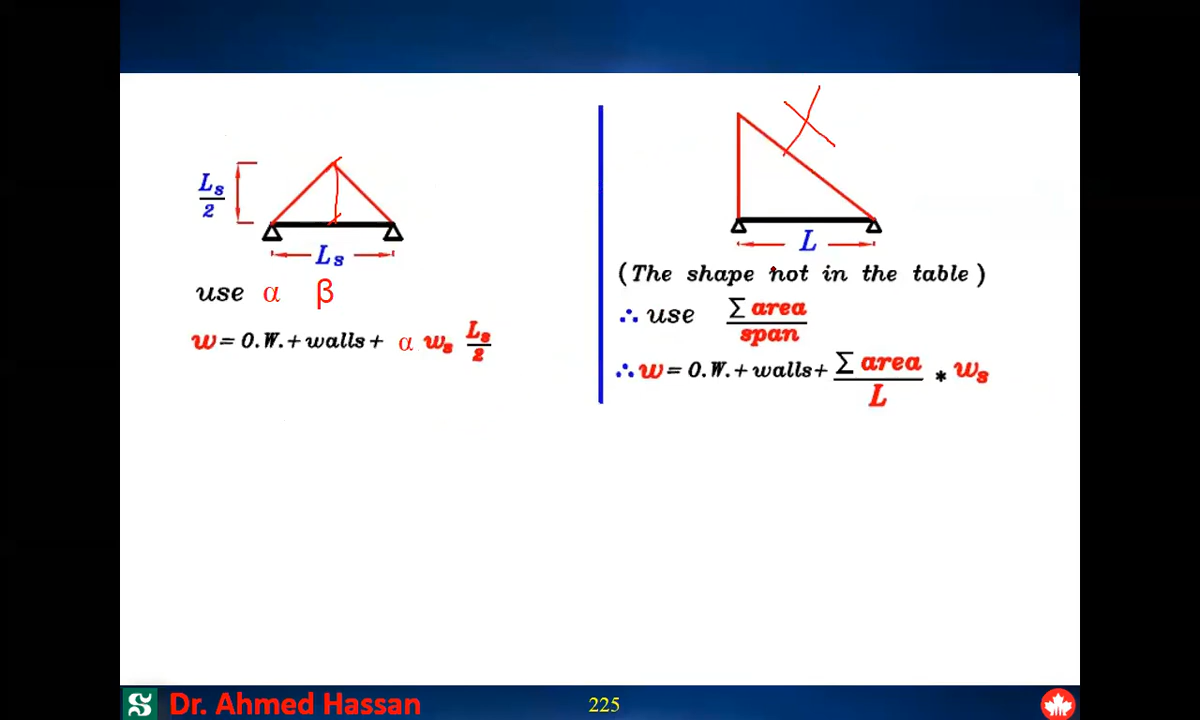 Ls
2
Ls
use α β
w = O.W. + walls + α ws Ls/2
L
(The shape not in the table)
∴ use ∑ area / span
∴ w = O.W. + walls + ∑ area / L * ws
Dr. Ahmed Hassan
225